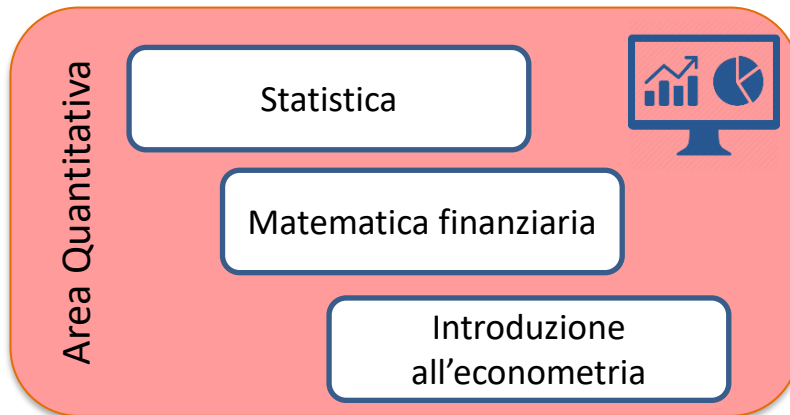 Area Quantitativa
Statistica
Matematica finanziaria
Introduzione
all’econometria